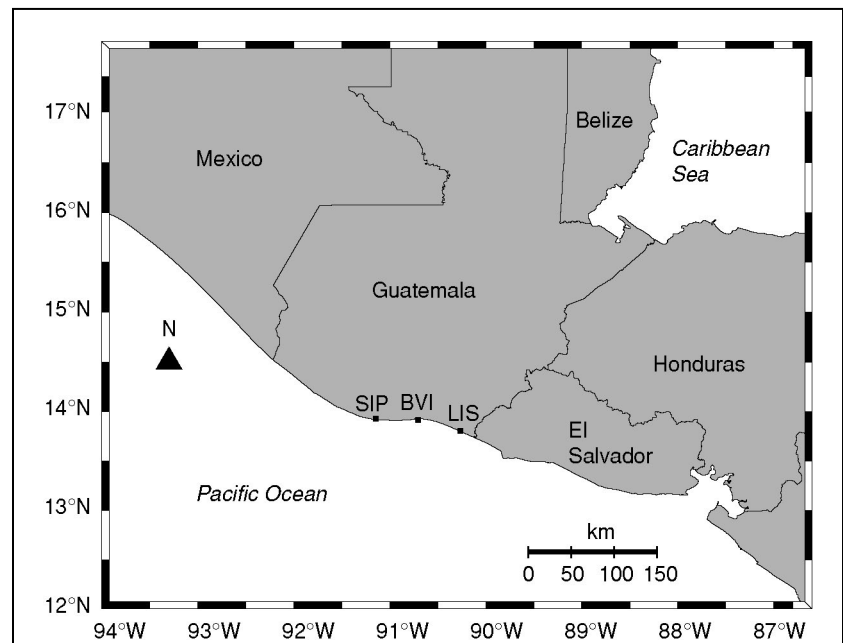 17°N
Belize
Mexico
Caribbean
Sea
16°N
15°N
Guatemala
N
Honduras
14°N
SIP
BVI
LIS
El
Salvador
13°N
Pacific Ocean
km
0 50 100 150
12°N
94°W 93°W 92°W 91°W 90°W 89°W 88°W 87°W